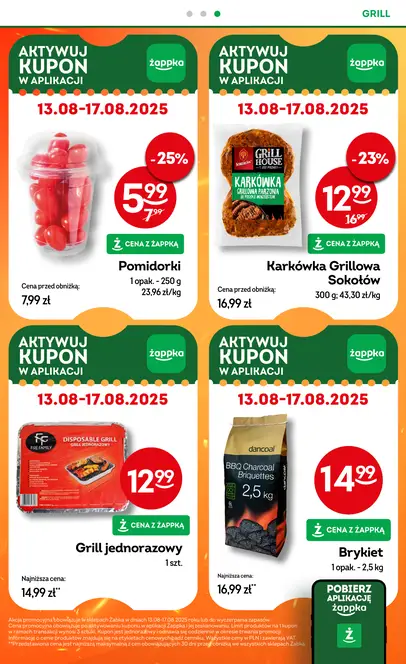 GRILL
AKTYWUJ
KUPON
W APLIKACJI
żappka
13.08-17.08.2025
-25%
5.99
7,99
Ż CENA Z ŻAPPKĄ
Pomidorki
1 opak. - 250 g
23,96 zł/kg
Cena przed obniżką:
7,99 zł
AKTYWUJ
KUPON
W APLIKACJI
żappka
13.08-17.08.2025
GRILL
HOUSE
KARKÓWKA
GRILLOWA PARZONA
-23%
12.99
16,99
Ż CENA Z ŻAPPKĄ
Karkówka Grillowa
Sokołów
300 g; 43,30 zł/kg
Cena przed obniżką:
16,99 zł
AKTYWUJ
KUPON
W APLIKACJI
żappka
13.08-17.08.2025
DISPOSABLE GRILL
GRILL JEDNORAZOWY
12.99
Ż CENA Z ŻAPPKĄ
Grill jednorazowy
1 szt.
Najniższa cena:
14,99 zł**
AKTYWUJ
KUPON
W APLIKACJI
żappka
13.08-17.08.2025
dancoal
BBQ Charcoal
Briquettes
2,5 kg
14.99
Ż CENA Z ŻAPPKĄ
Brykiet
1 opak. - 2,5 kg
Najniższa cena:
16,99 zł**
POBIERZ
APLIKACJĘ
żappka
Ż